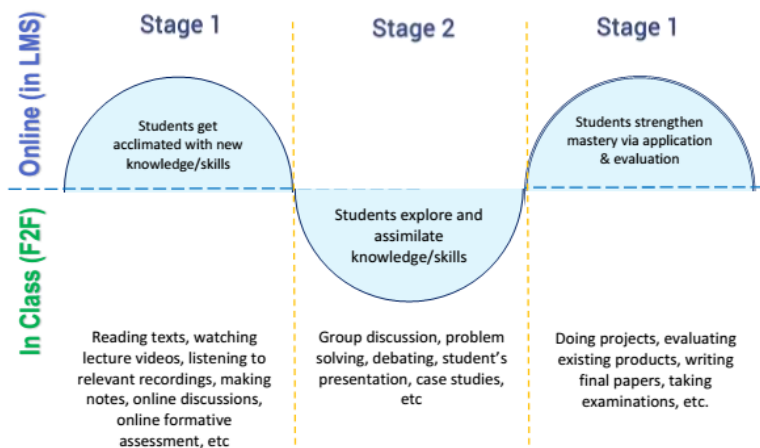 Stage 1
Stage 2
Stage 1
Online (in LMS)
In Class (F2F)
Students get
acclimated with new
knowledge/skills
Students explore and
assimilate
knowledge/skills
Students strengthen
mastery via application
& evaluation
Reading texts, watching
lecture videos, listening to
relevant recordings, making
notes, online discussions,
online formative
assessment, etc
Group discussion, problem
solving, debating, student’s
presentation, case studies,
etc
Doing projects, evaluating
existing products, writing
final papers, taking
examinations, etc.